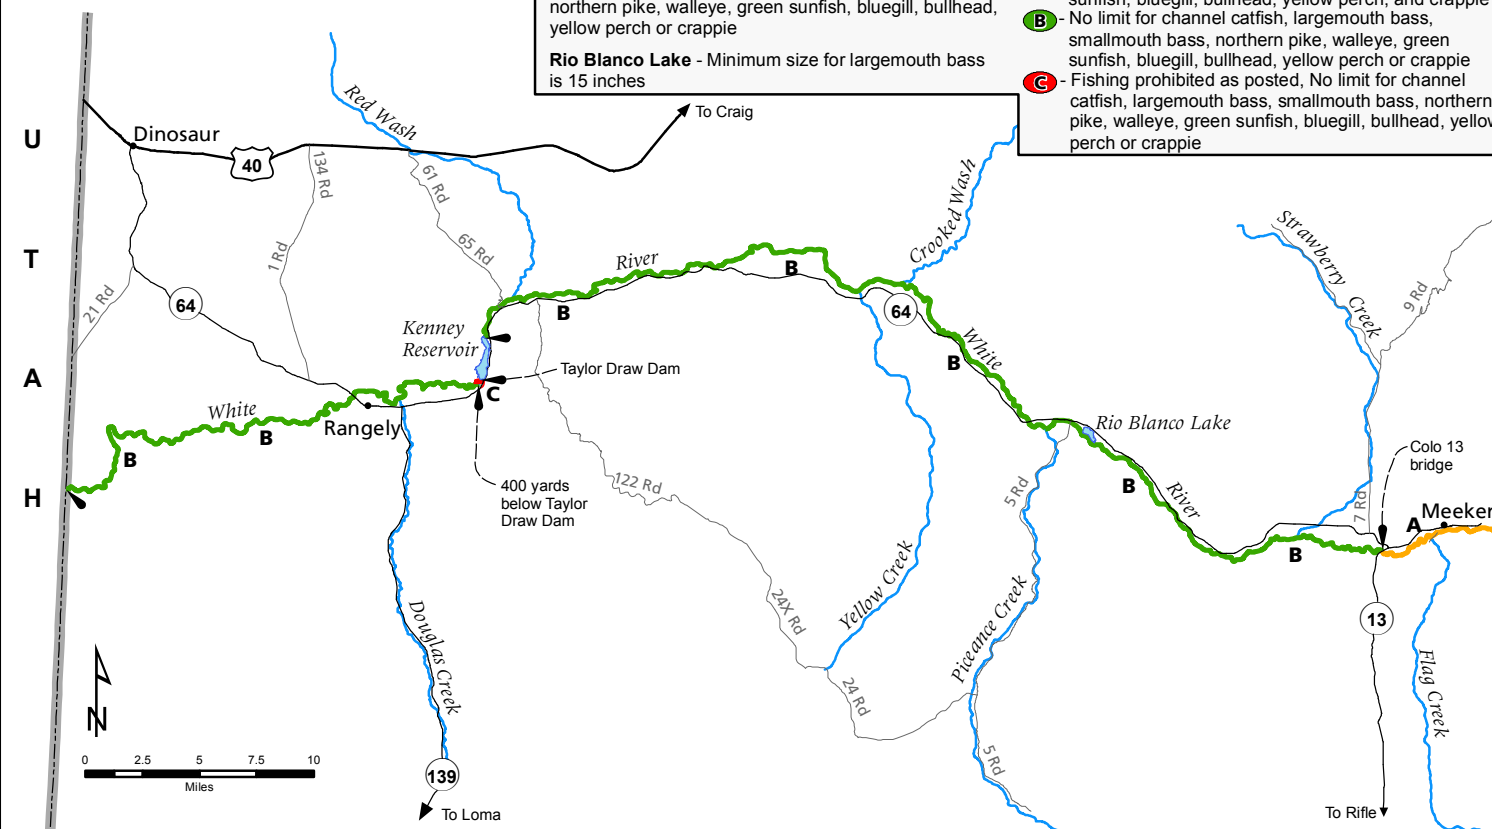 northern pike, walleye, green sunfish, bluegill, bullhead,
yellow perch or crappie
Rio Blanco Lake - Minimum size for largemouth bass
is 15 inches
sunfish, bluegill, bullhead, yellow perch, and crappie
B - No limit for channel catfish, largemouth bass,
smallmouth bass, northern pike, walleye, green
sunfish, bluegill, bullhead, yellow perch or crappie
C - Fishing prohibited as posted, No limit for channel
catfish, largemouth bass, smallmouth bass, northern
pike, walleye, green sunfish, bluegill, bullhead, yellow
perch or crappie
U
T
A
H
Dinosaur
40
To Craig
Red Wash
134 Rd
61 Rd
65 Rd
1 Rd
21 Rd
64
River
B
B
Crooked Wash
64
Strawberry Creek
9 Rd
Kenney
Reservoir
Taylor Draw Dam
C
White
B
B
White
B
Rangely
400 yards
below Taylor
Draw Dam
122 Rd
Rio Blanco Lake
B
River
5 Rd
7 Rd
Colo 13
bridge
A
Meeker
B
Yellow Creek
24X Rd
24 Rd
Piceance Creek
5 Rd
Douglas Creek
13
Flag Creek
N
0 2.5 5 7.5 10
Miles
139
To Loma
To Rifle